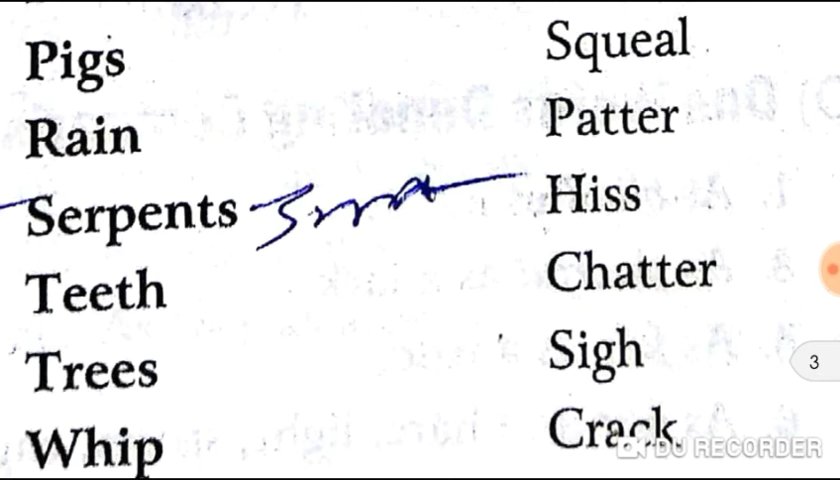 Pigs Squeal
Rain Patter
Serpents Hiss
Teeth Chatter
Trees Sigh
Whip Crack
3
DU RECORDER